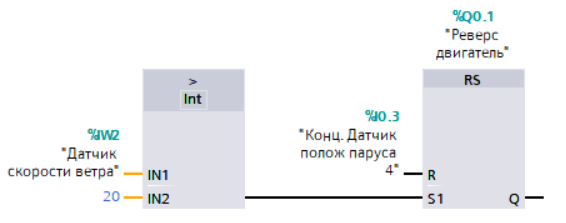 %Q0.1
"Реверс
двигатель"
>
Int
RS
%IW2
"Датчик
скорости ветра"
IN1
20
IN2
%I0.3
"Конц. Датчик
полож паруса
4"
R
S1
Q